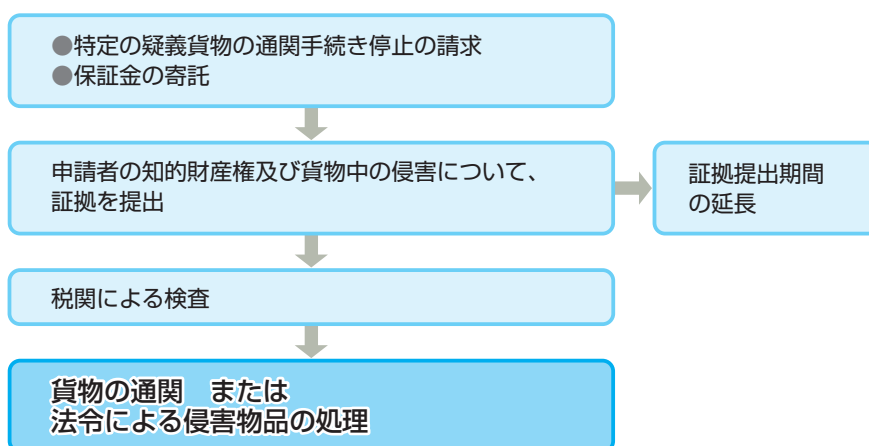 ●特定の疑義貨物の通関手続き停止の請求
●保証金の寄託
申請者の知的財産権及び貨物中の侵害について、
証拠を提出
証拠提出期間
の延長
税関による検査
貨物の通関　または
法令による侵害物品の処理